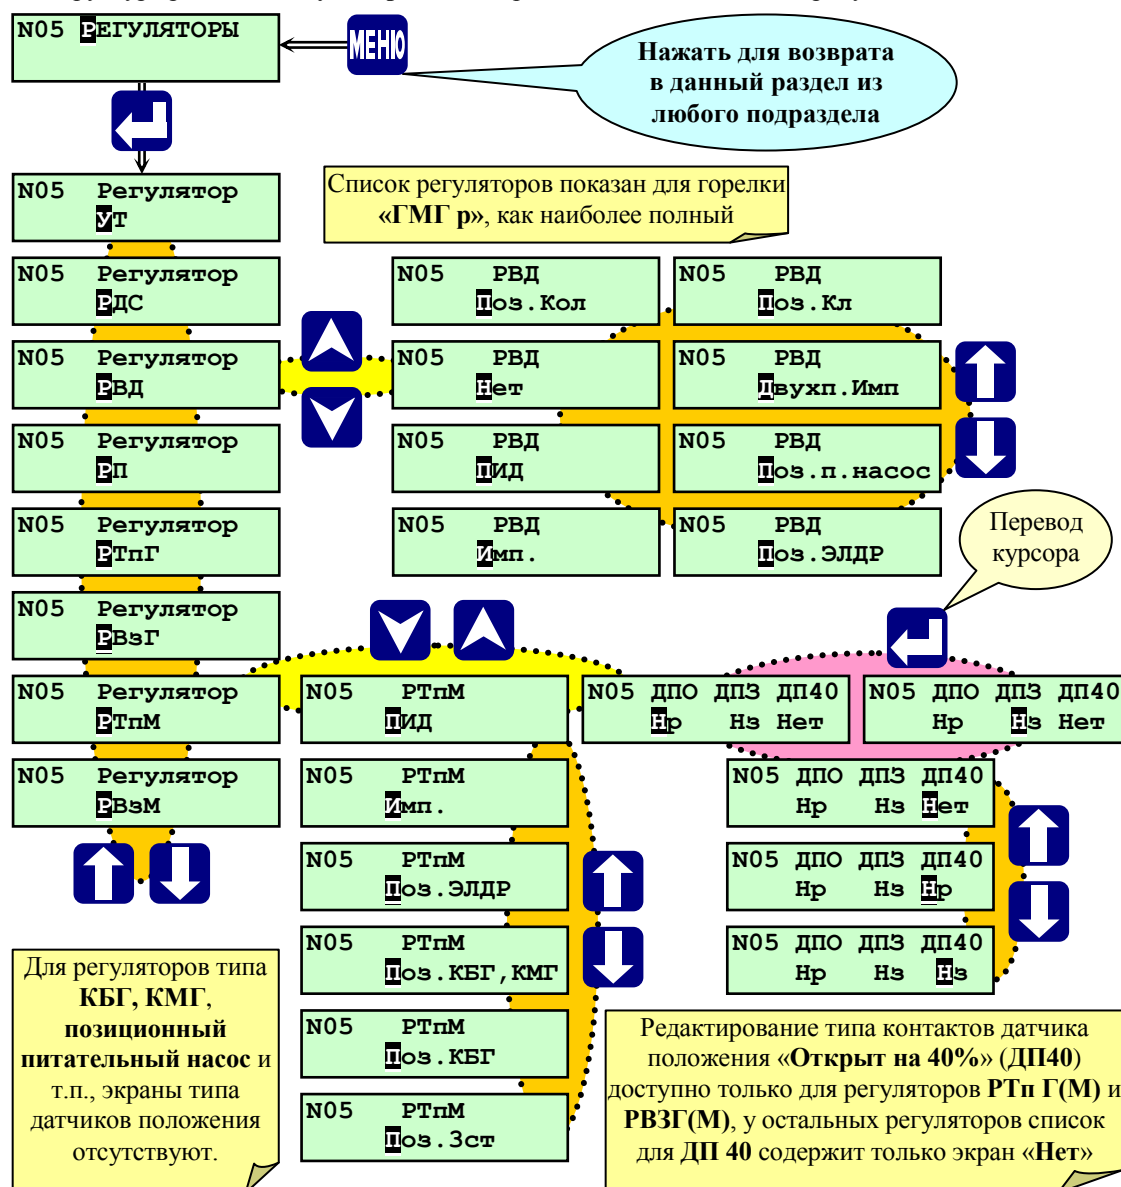 N05 РЕГУЛЯТОРЫ
МЕНЮ
Нажать для возврата
в данный раздел из
любого подраздела
N05 Регулятор
УТ
Список регуляторов показан для горелки
«ГМГ р», как наиболее полный
N05 Регулятор
РДС
N05 РВД
Поз.Кол
N05 РВД
Поз.Кл
N05 Регулятор
РВД
N05 РВД
Нет
N05 РВД
Двухп.Имп
N05 Регулятор
РП
N05 РВД
ПИД
N05 РВД
Поз.п.насос
N05 Регулятор
РТпГ
N05 РВД
Имп.
N05 РВД
Поз.ЭЛДР
Перевод
курсора
N05 Регулятор
РВзГ
N05 Регулятор
РТпМ
N05 РТпМ
ПИД
N05 ДПО ДПЗ ДП40
Нр Нз Нет
N05 ДПО ДПЗ ДП40
Нр Нз Нет
N05 Регулятор
РВзМ
N05 РТпМ
Имп.
N05 ДПО ДПЗ ДП40
Нр Нз Нет
N05 РТпМ
Поз.ЭЛДР
N05 ДПО ДПЗ ДП40
Нр Нз Нр
N05 РТпМ
Поз.КБГ,КМГ
N05 ДПО ДПЗ ДП40
Нр Нз Нз
N05 РТпМ
Поз.КБГ
N05 РТпМ
Поз.3ст
Для регуляторов типа
КБГ, КМГ,
позиционный
питательный насос и
т.п., экраны типа
датчиков положения
отсутствуют.
Редактирование типа контактов датчика
положения «Открыт на 40%» (ДП40)
доступно только для регуляторов РТп Г(М) и
РВЗГ(М), у остальных регуляторов список
для ДП 40 содержит только экран «Нет»